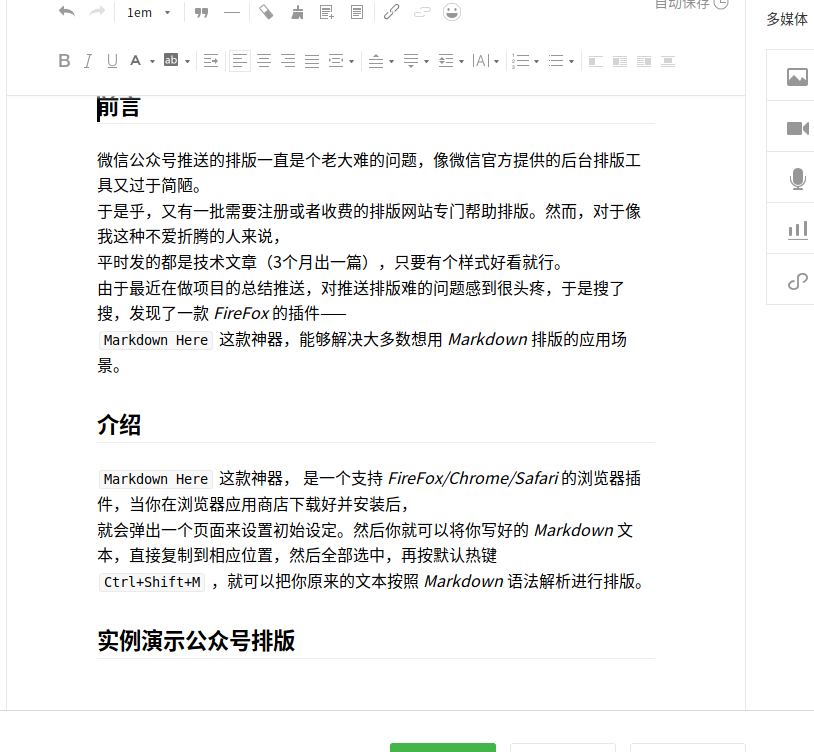 1em
自动保存
多媒体
B I U A ab
|A|
前言
微信公众号推送的排版一直是个老大难的问题，像微信官方提供的后台排版工
具又过于简陋。
于是乎，又有一批需要注册或者收费的排版网站专门帮助排版。然而，对于像
我这种不爱折腾的人来说，
平时发的都是技术文章（3个月出一篇），只要有个样式好看就行。
由于最近在做项目的总结推送，对推送排版难的问题感到很头疼，于是搜了
搜，发现了一款 FireFox 的插件——
Markdown Here 这款神器，能够解决大多数想用 Markdown 排版的应用场
景。
介绍
Markdown Here 这款神器， 是一个支持 FireFox/Chrome/Safari 的浏览器插
件，当你在浏览器应用商店下载好并安装后，
就会弹出一个页面来设置初始设定。然后你就可以将你写好的 Markdown 文
本，直接复制到相应位置，然后全部选中，再按默认热键
Ctrl+Shift+M ，就可以把你原来的文本按照 Markdown 语法解析进行排版。
实例演示公众号排版